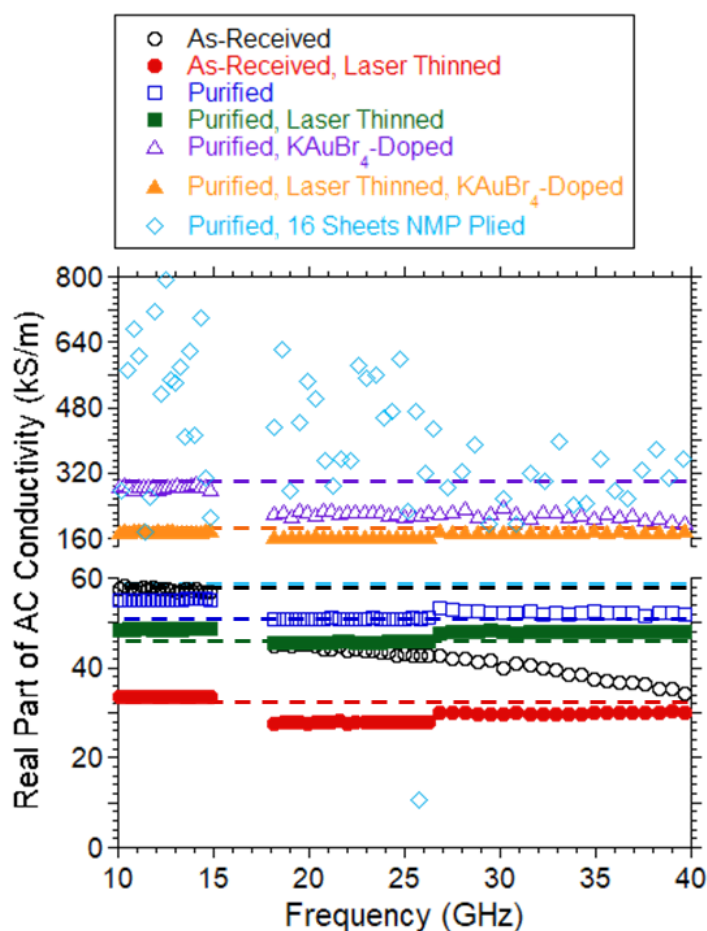 As-Received
As-Received, Laser Thinned
Purified
Purified, Laser Thinned
Purified, KAuBr4-Doped
Purified, Laser Thinned, KAuBr4-Doped
Purified, 16 Sheets NMP Plied
Real Part of AC Conductivity (kS/m)
800
640
480
320
160
60
40
20
0
10
15
20
25
30
35
40
Frequency (GHz)